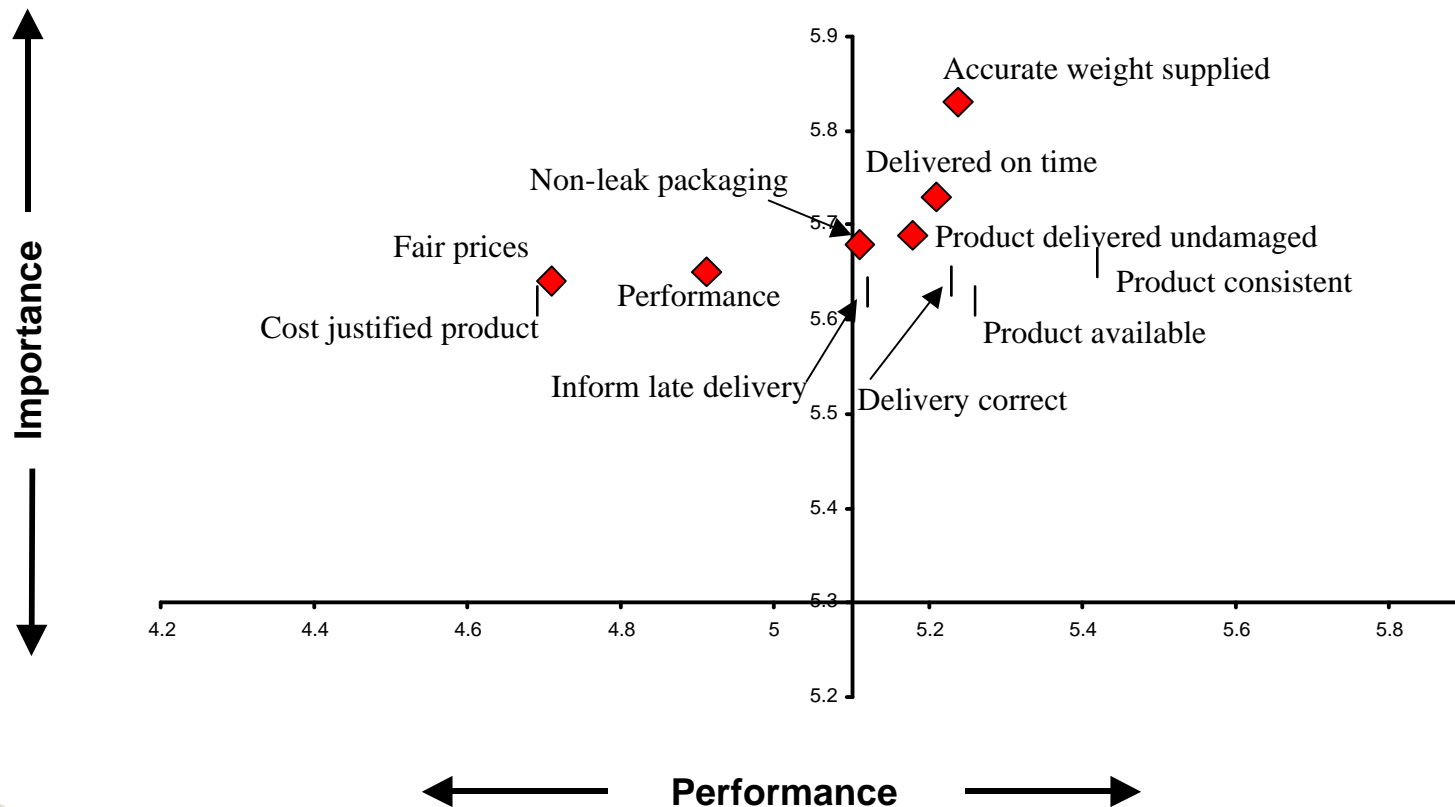 5.9
Accurate weight supplied
5.8
Delivered on time
Non-leak packaging
5.7
Product delivered undamaged
Fair prices
Product consistent
Performance
5.6
Cost justified product
Product available
Inform late delivery
Delivery correct
5.5
5.4
5.3
4.2 4.4 4.6 4.8 5 5.2 5.4 5.6 5.8
5.2
Importance
Performance